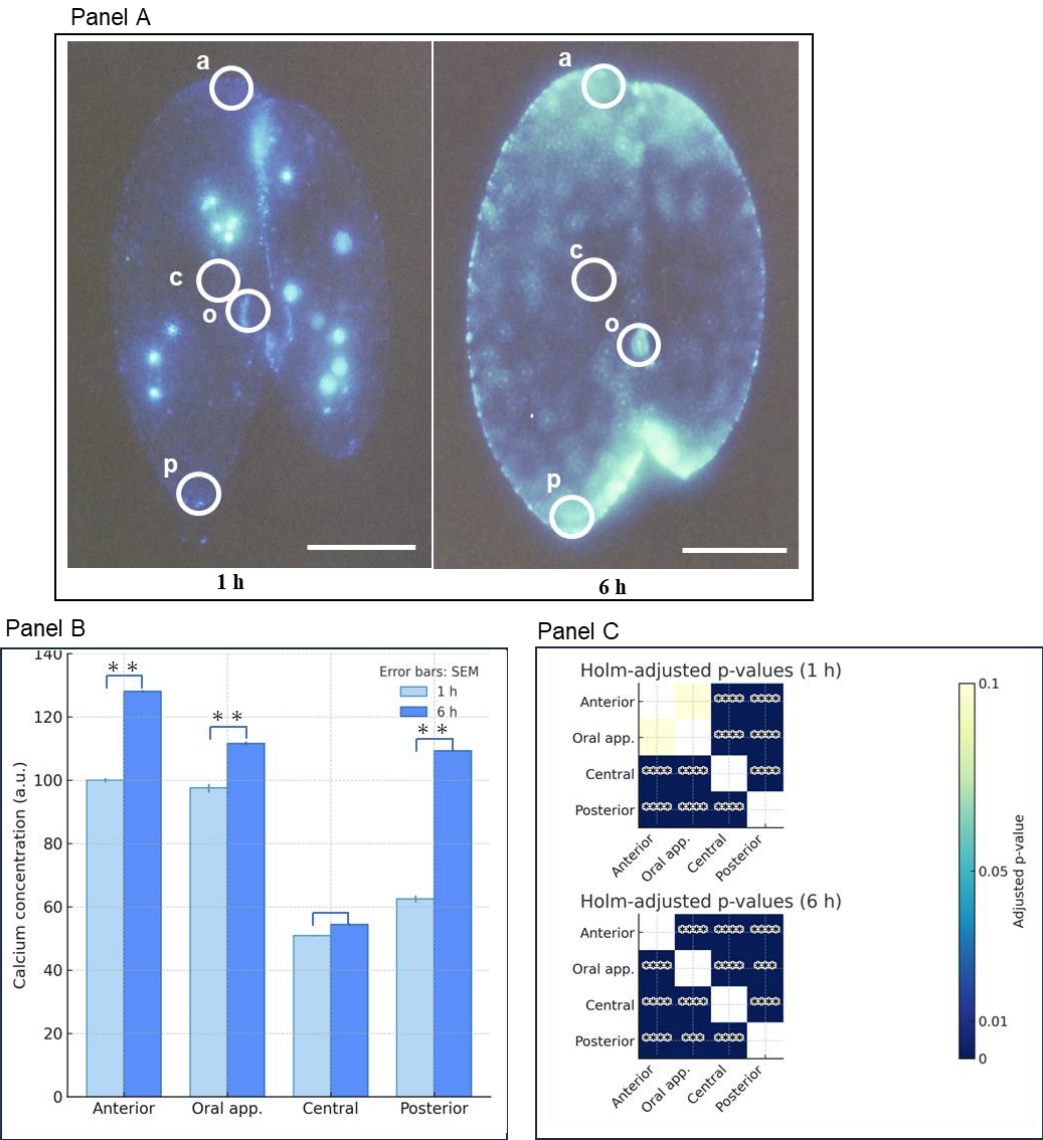 Panel A
a
c
o
p
1 h
a
c
o
p
6 h
Panel B
140
120
100
80
60
40
20
0
Calcium concentration (a.u.)
Error bars: SEM
1 h
6 h
**
**
**
Anterior Oral app. Central Posterior
Panel C
Holm-adjusted p-values (1 h)
Anterior **** ****
Oral app. **** ****
Central **** **** ****
Posterior **** **** ****
Anterior Oral app. Central Posterior
Holm-adjusted p-values (6 h)
Anterior **** **** ****
Oral app. **** **** ***
Central **** **** ****
Posterior **** *** ****
Anterior Oral app. Central Posterior
0.1
0.05
0.01
0
Adjusted p-value